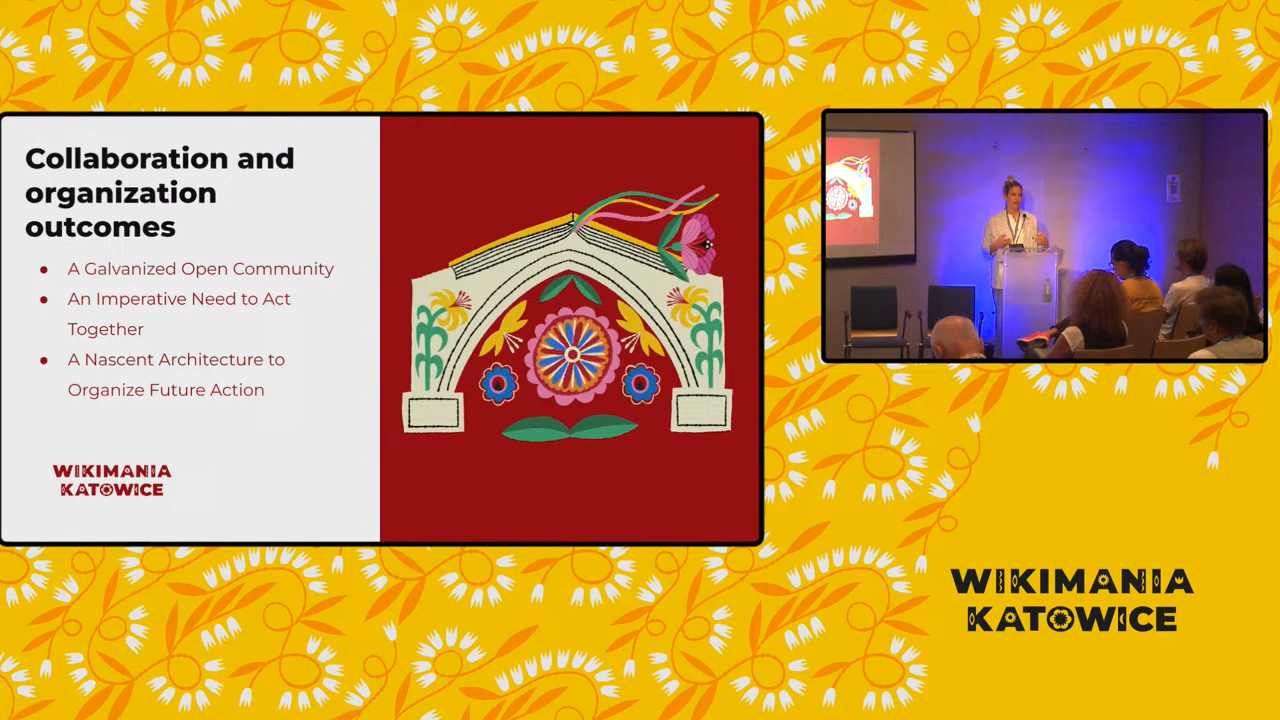 Collaboration and
organization
outcomes
● A Galvanized Open Community
● An Imperative Need to Act
Together
● A Nascent Architecture to
Organize Future Action
WIKIMANIA
KATOWICE
WIKIMANIA
KATOWICE